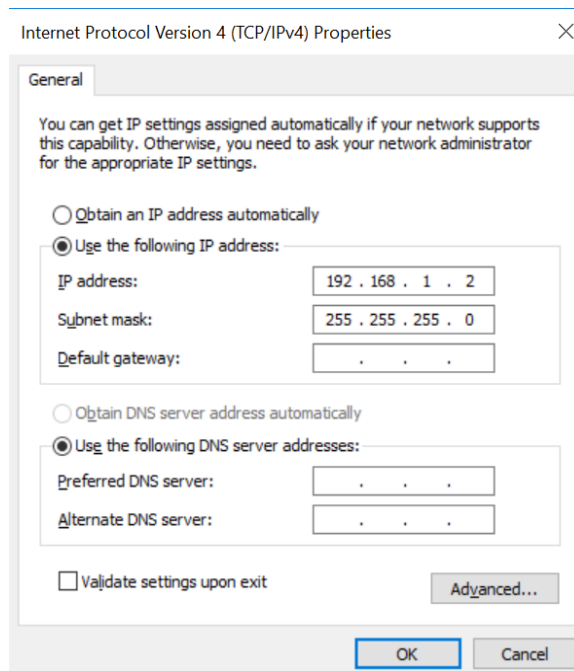 Internet Protocol Version 4 (TCP/IPv4) Properties
General
You can get IP settings assigned automatically if your network supports
this capability. Otherwise, you need to ask your network administrator
for the appropriate IP settings.
Obtain an IP address automatically
Use the following IP address:
IP address: 192 . 168 . 1 . 2
Subnet mask: 255 . 255 . 255 . 0
Default gateway: . . .
Obtain DNS server address automatically
Use the following DNS server addresses:
Preferred DNS server: . . .
Alternate DNS server: . . .
Validate settings upon exit
Advanced...
OK Cancel